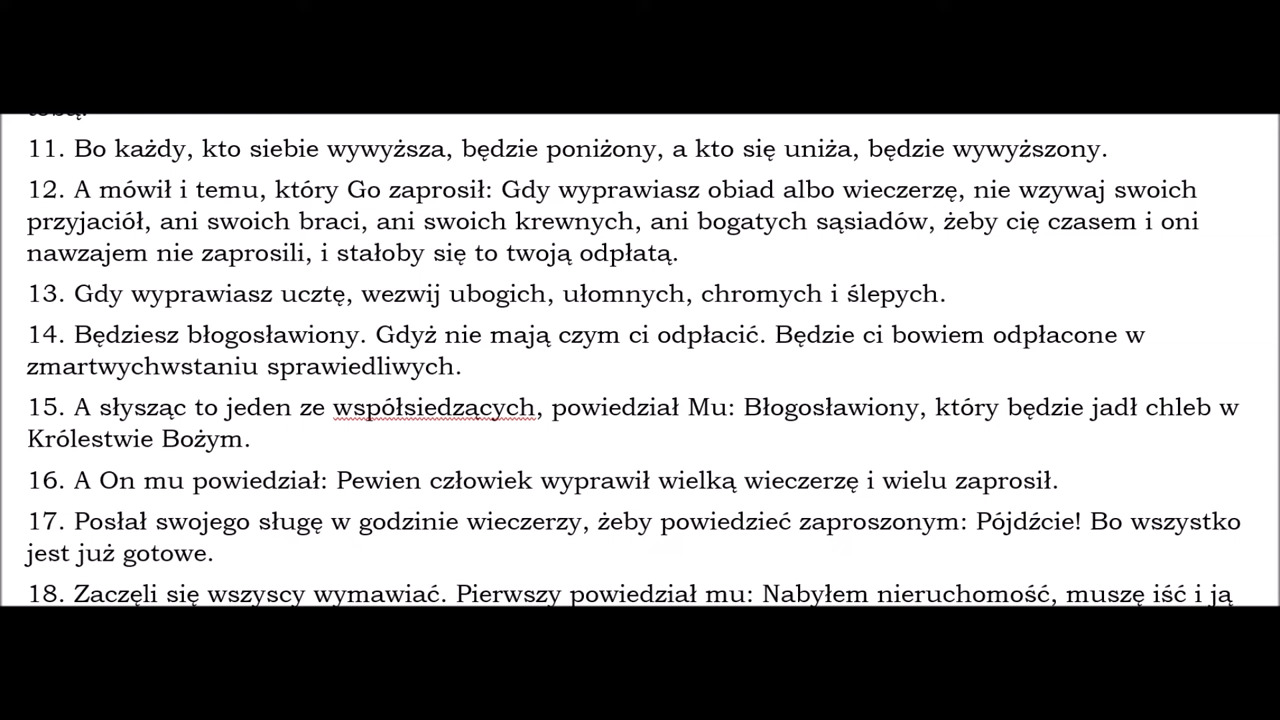 11. Bo każdy, kto siebie wywyższa, będzie poniżony, a kto się uniża, będzie wywyższony.
12. A mówił i temu, który Go zaprosił: Gdy wyprawiasz obiad albo wieczerzę, nie wzywaj swoich
przyjaciół, ani swoich braci, ani swoich krewnych, ani bogatych sąsiadów, żeby cię czasem i oni
nawzajem nie zaprosili, i stałoby się to twoją odpłatą.
13. Gdy wyprawiasz ucztę, wezwij ubogich, ułomnych, chromych i ślepych.
14. Będziesz błogosławiony. Gdyż nie mają czym ci odpłacić. Będzie ci bowiem odpłacone w
zmartwychwstaniu sprawiedliwych.
15. A słysząc to jeden ze współsiedzących, powiedział Mu: Błogosławiony, który będzie jadł chleb w
Królestwie Bożym.
16. A On mu powiedział: Pewien człowiek wyprawił wielką wieczerzę i wielu zaprosił.
17. Posłał swojego sługę w godzinie wieczerzy, żeby powiedzieć zaproszonym: Pójdźcie! Bo wszystko
jest już gotowe.
18. Zaczęli się wszyscy wymawiać. Pierwszy powiedział mu: Nabyłem nieruchomość, muszę iść i ją